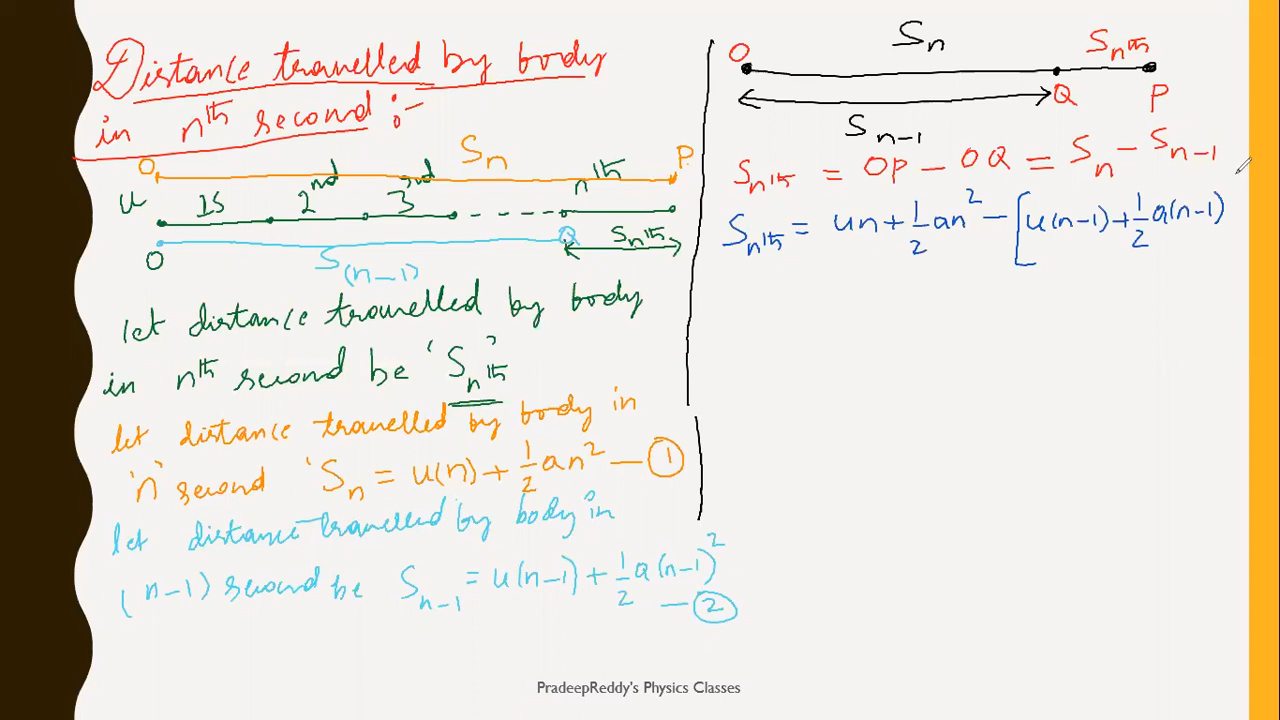 Distance travelled by body
in nth second :-
O Sn P
u 1s 2nd 3nd nth
O Q Snth
S(n-1)
let distance travelled by body
in nth second be 'Snth'
let distance travelled by body in
'n' second 'Sn = u(n) + 1/2 an² — ①
let distance travelled by body in
(n-1) second be Sn-1 = u(n-1) + 1/2 a(n-1)²
— ②
O Sn Snth
Q P
Sn-1
Snth = OP - OQ = Sn - Sn-1
Snth = un + 1/2 an² - [u(n-1) + 1/2 a(n-1)
PradeepReddy's Physics Classes